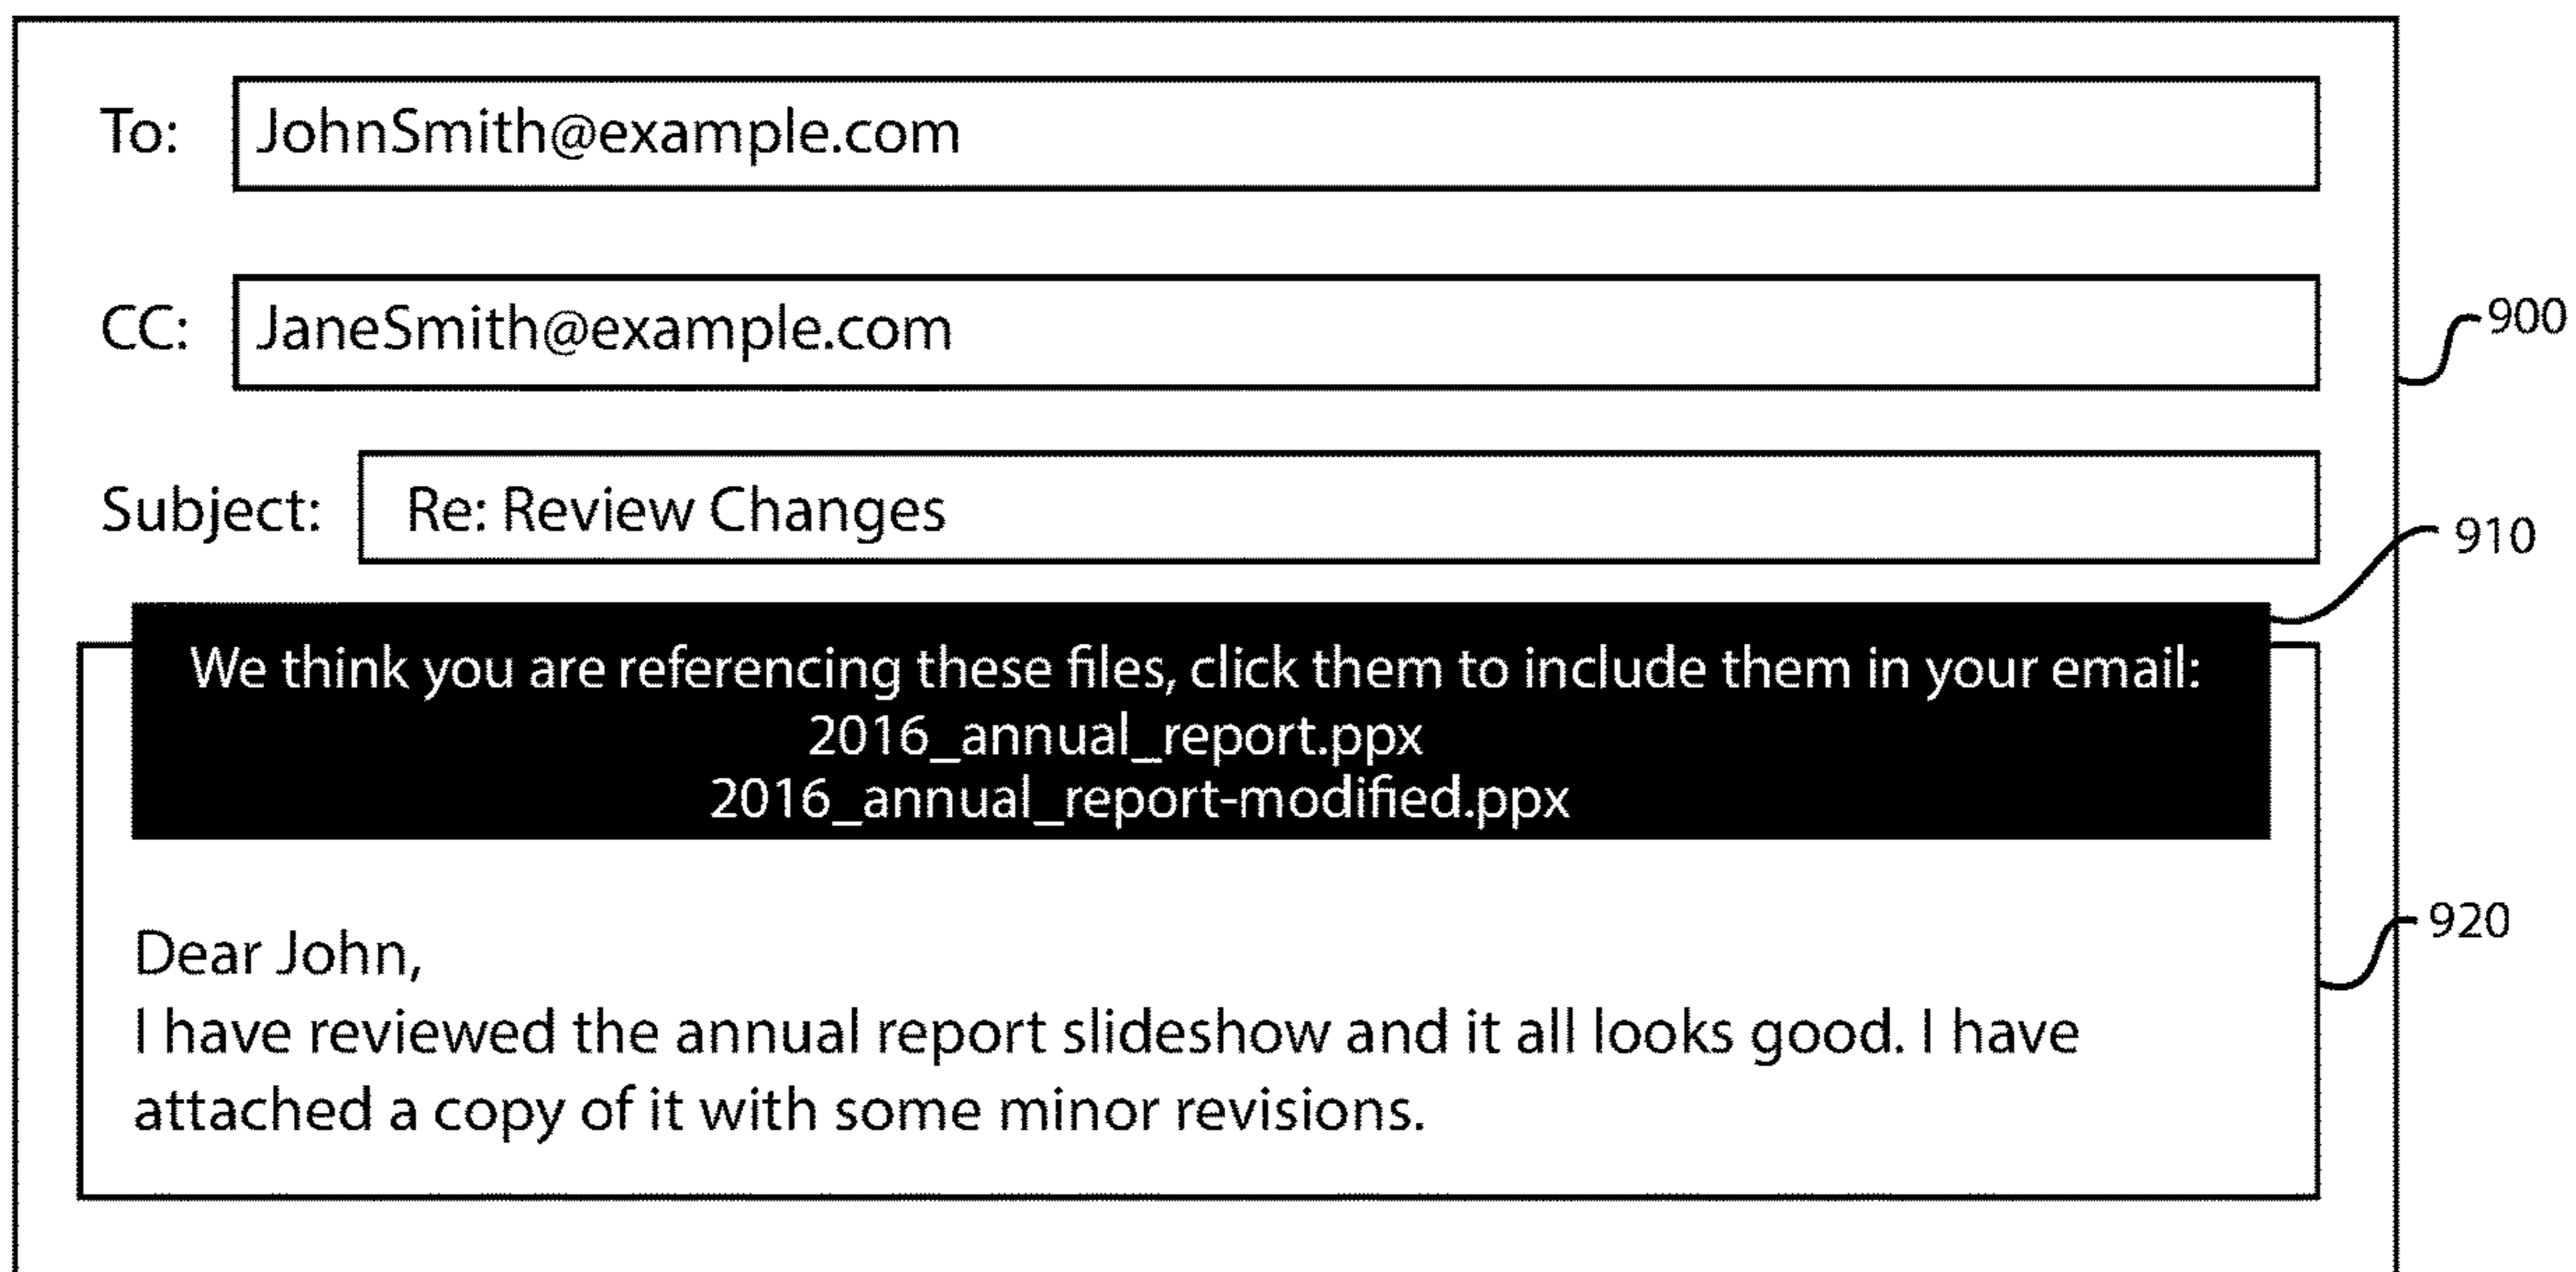 To: JohnSmith@example.com
CC: JaneSmith@example.com
900
Subject: Re: Review Changes
910
We think you are referencing these files, click them to include them in your email:
2016_annual_report.ppx
2016_annual_report-modified.ppx
920
Dear John,
I have reviewed the annual report slideshow and it all looks good. I have
attached a copy of it with some minor revisions.